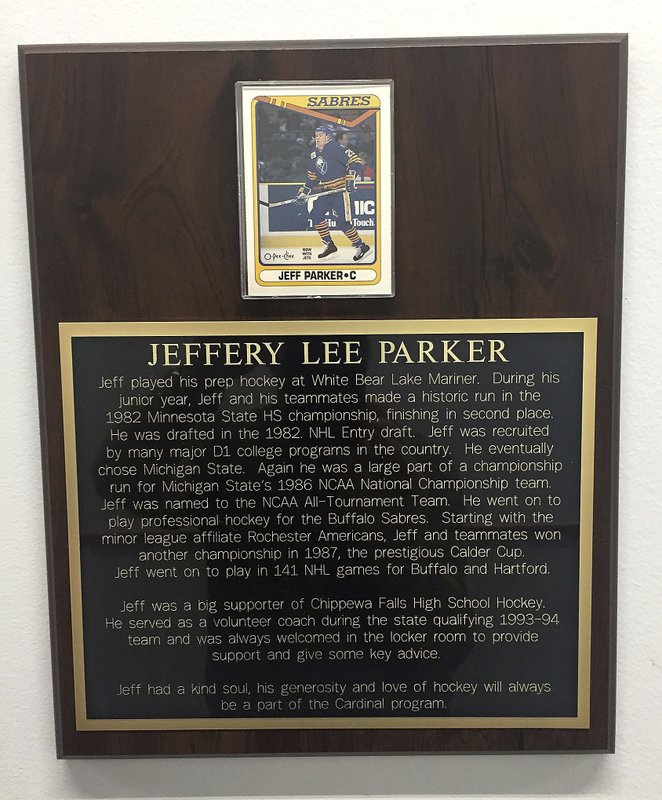 SABRES
O-Pee-Chee
NOW
WITH
JETS
JEFF PARKER•C
JEFFERY LEE PARKER
Jeff played his prep hockey at White Bear Lake Mariner. During his
junior year, Jeff and his teammates made a historic run in the
1982 Minnesota State HS championship, finishing in second place.
He was drafted in the 1982 NHL Entry draft. Jeff was recruited
by many major D1 college programs in the country. He eventually
chose Michigan State. Again he was a large part of a championship
run for Michigan State's 1986 NCAA National Championship team.
Jeff was named to the NCAA All-Tournament Team. He went on to
play professional hockey for the Buffalo Sabres. Starting with the
minor league affiliate Rochester Americans, Jeff and teammates won
another championship in 1987, the prestigious Calder Cup.
Jeff went on to play in 141 NHL games for Buffalo and Hartford.
Jeff was a big supporter of Chippewa Falls High School Hockey.
He served as a volunteer coach during the state qualifying 1993-94
team and was always welcomed in the locker room to provide
support and give some key advice.
Jeff had a kind soul, his generosity and love of hockey will always
be a part of the Cardinal program.